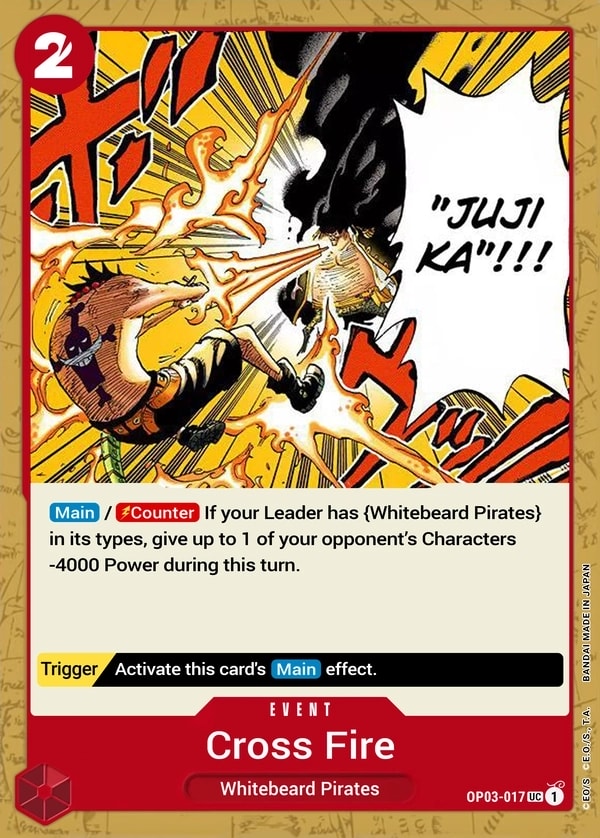 2
"JUJI
KA"!!!
Main / Counter If your Leader has {Whitebeard Pirates}
in its types, give up to 1 of your opponent's Characters
-4000 Power during this turn.
Trigger Activate this card's Main effect.
EVENT
Cross Fire
Whitebeard Pirates
OP03-017 UC 1
©EO/S. ©E.O./S., T.A. BANDAI MADE IN JAPAN